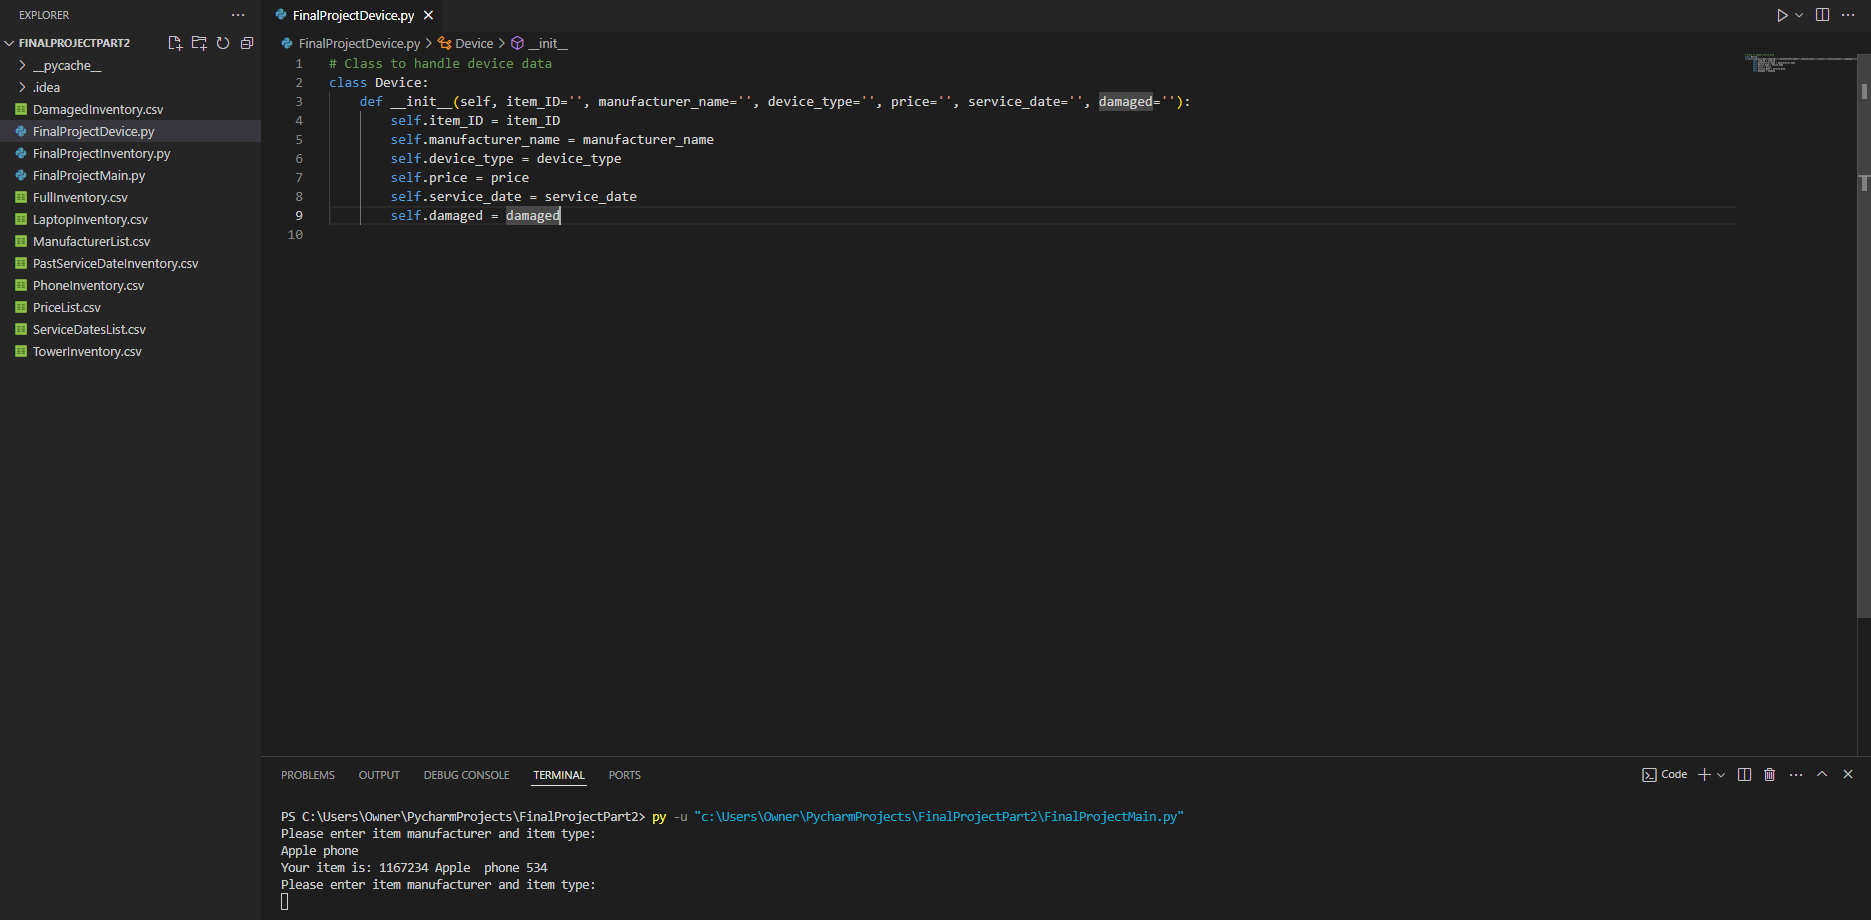 EXPLORER
FINALPROJECTPART2
__pycache__
.idea
DamagedInventory.csv
FinalProjectDevice.py
FinalProjectInventory.py
FinalProjectMain.py
FullInventory.csv
LaptopInventory.csv
ManufacturerList.csv
PastServiceDateInventory.csv
PhoneInventory.csv
PriceList.csv
ServiceDatesList.csv
TowerInventory.csv
FinalProjectDevice.py
FinalProjectDevice.py > Device > __init__
1 # Class to handle device data
2 class Device:
3     def __init__(self, item_ID='', manufacturer_name='', device_type='', price='', service_date='', damaged=''):
4         self.item_ID = item_ID
5         self.manufacturer_name = manufacturer_name
6         self.device_type = device_type
7         self.price = price
8         self.service_date = service_date
9         self.damaged = damaged
10
PROBLEMS OUTPUT DEBUG CONSOLE TERMINAL PORTS Code
PS C:\Users\Owner\PycharmProjects\FinalProjectPart2> py -u "c:\Users\Owner\PycharmProjects\FinalProjectPart2\FinalProjectMain.py"
Please enter item manufacturer and item type:
Apple phone
Your item is: 1167234 Apple  phone 534
Please enter item manufacturer and item type: